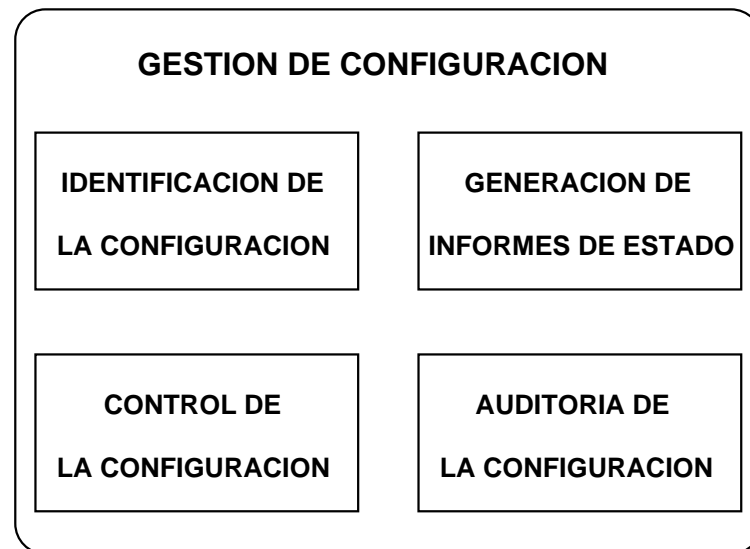 GESTION DE CONFIGURACION
IDENTIFICACION DE
LA CONFIGURACION
GENERACION DE
INFORMES DE ESTADO
CONTROL DE
LA CONFIGURACION
AUDITORIA DE
LA CONFIGURACION